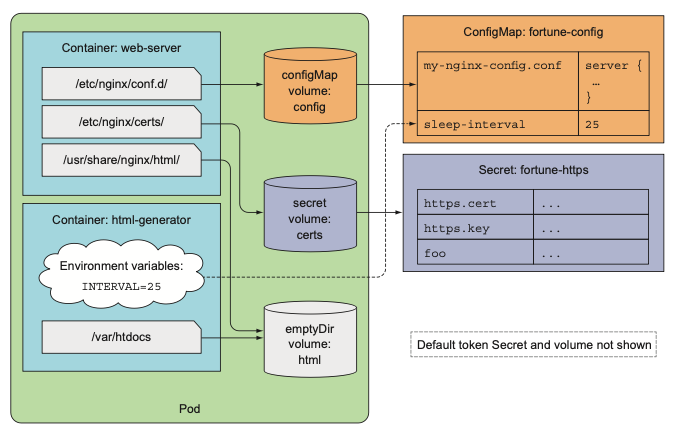 Container: web-server
/etc/nginx/conf.d/
/etc/nginx/certs/
/usr/share/nginx/html/
Container: html-generator
Environment variables:
INTERVAL=25
/var/htdocs
configMap
volume:
config
secret
volume:
certs
emptyDir
volume:
html
Pod
ConfigMap: fortune-config
my-nginx-config.conf server {
...
}
sleep-interval 25
Secret: fortune-https
https.cert ...
https.key ...
foo ...
Default token Secret and volume not shown